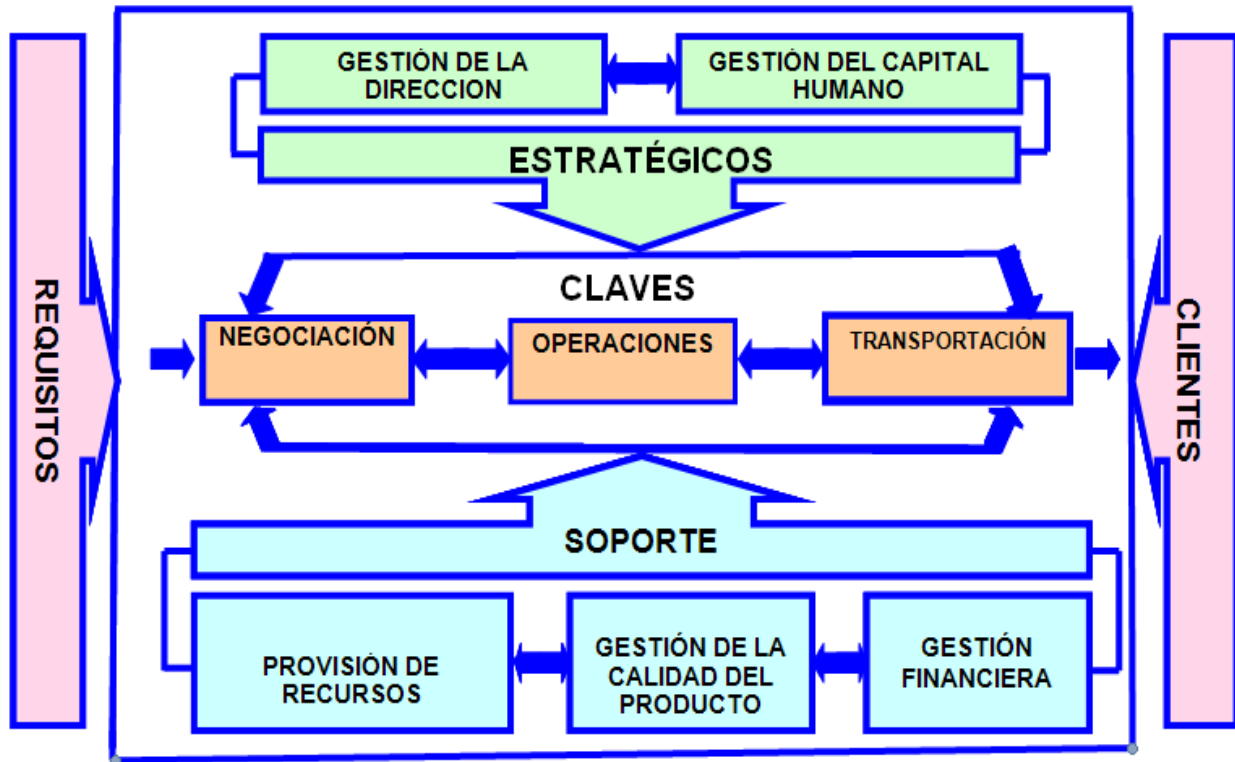 GESTIÓN DE LA
DIRECCION
GESTIÓN DEL CAPITAL
HUMANO
ESTRATÉGICOS
REQUISITOS
CLAVES
NEGOCIACIÓN
OPERACIONES
TRANSPORTACIÓN
CLIENTES
SOPORTE
PROVISIÓN DE
RECURSOS
GESTIÓN DE LA
CALIDAD DEL
PRODUCTO
GESTIÓN
FINANCIERA